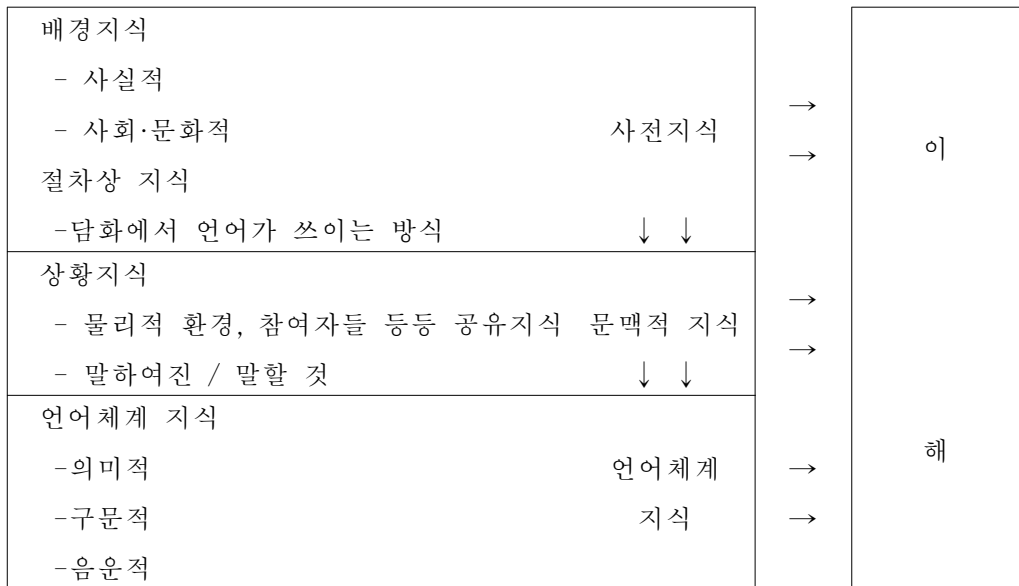 배경지식
- 사실적
- 사회·문화적 사전지식
절차상 지식
-담화에서 언어가 쓰이는 방식 ↓ ↓
상황지식
- 물리적 환경, 참여자들 등등 공유지식 문맥적 지식
- 말하여진 / 말할 것 ↓ ↓
언어체계 지식
-의미적 언어체계
-구문적 지식
-음운적
→
→
→
→
→
→
이
해